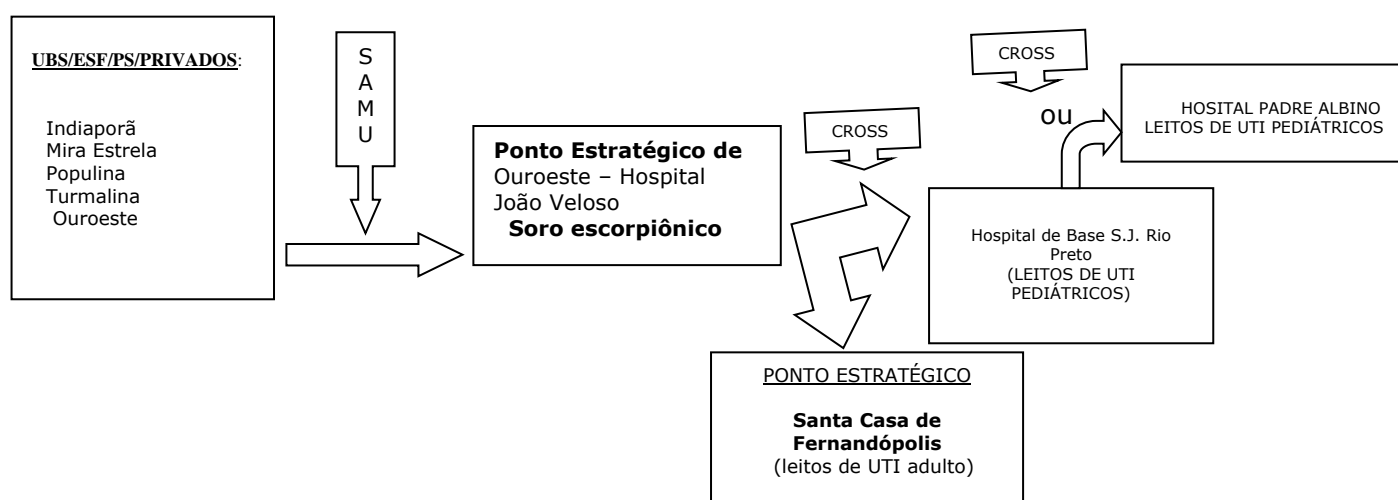 UBS/ESF/PS/PRIVADOS:
Indiaporã
Mira Estrela
Populina
Turmalina
Ouroeste
S
A
M
U
Ponto Estratégico de
Ouroeste – Hospital
João Veloso
Soro escorpiônico
CROSS
CROSS
ou
HOSITAL PADRE ALBINO
LEITOS DE UTI PEDIÁTRICOS
Hospital de Base S.J. Rio
Preto
(LEITOS DE UTI
PEDIÁTRICOS)
PONTO ESTRATÉGICO
Santa Casa de
Fernandópolis
(leitos de UTI adulto)